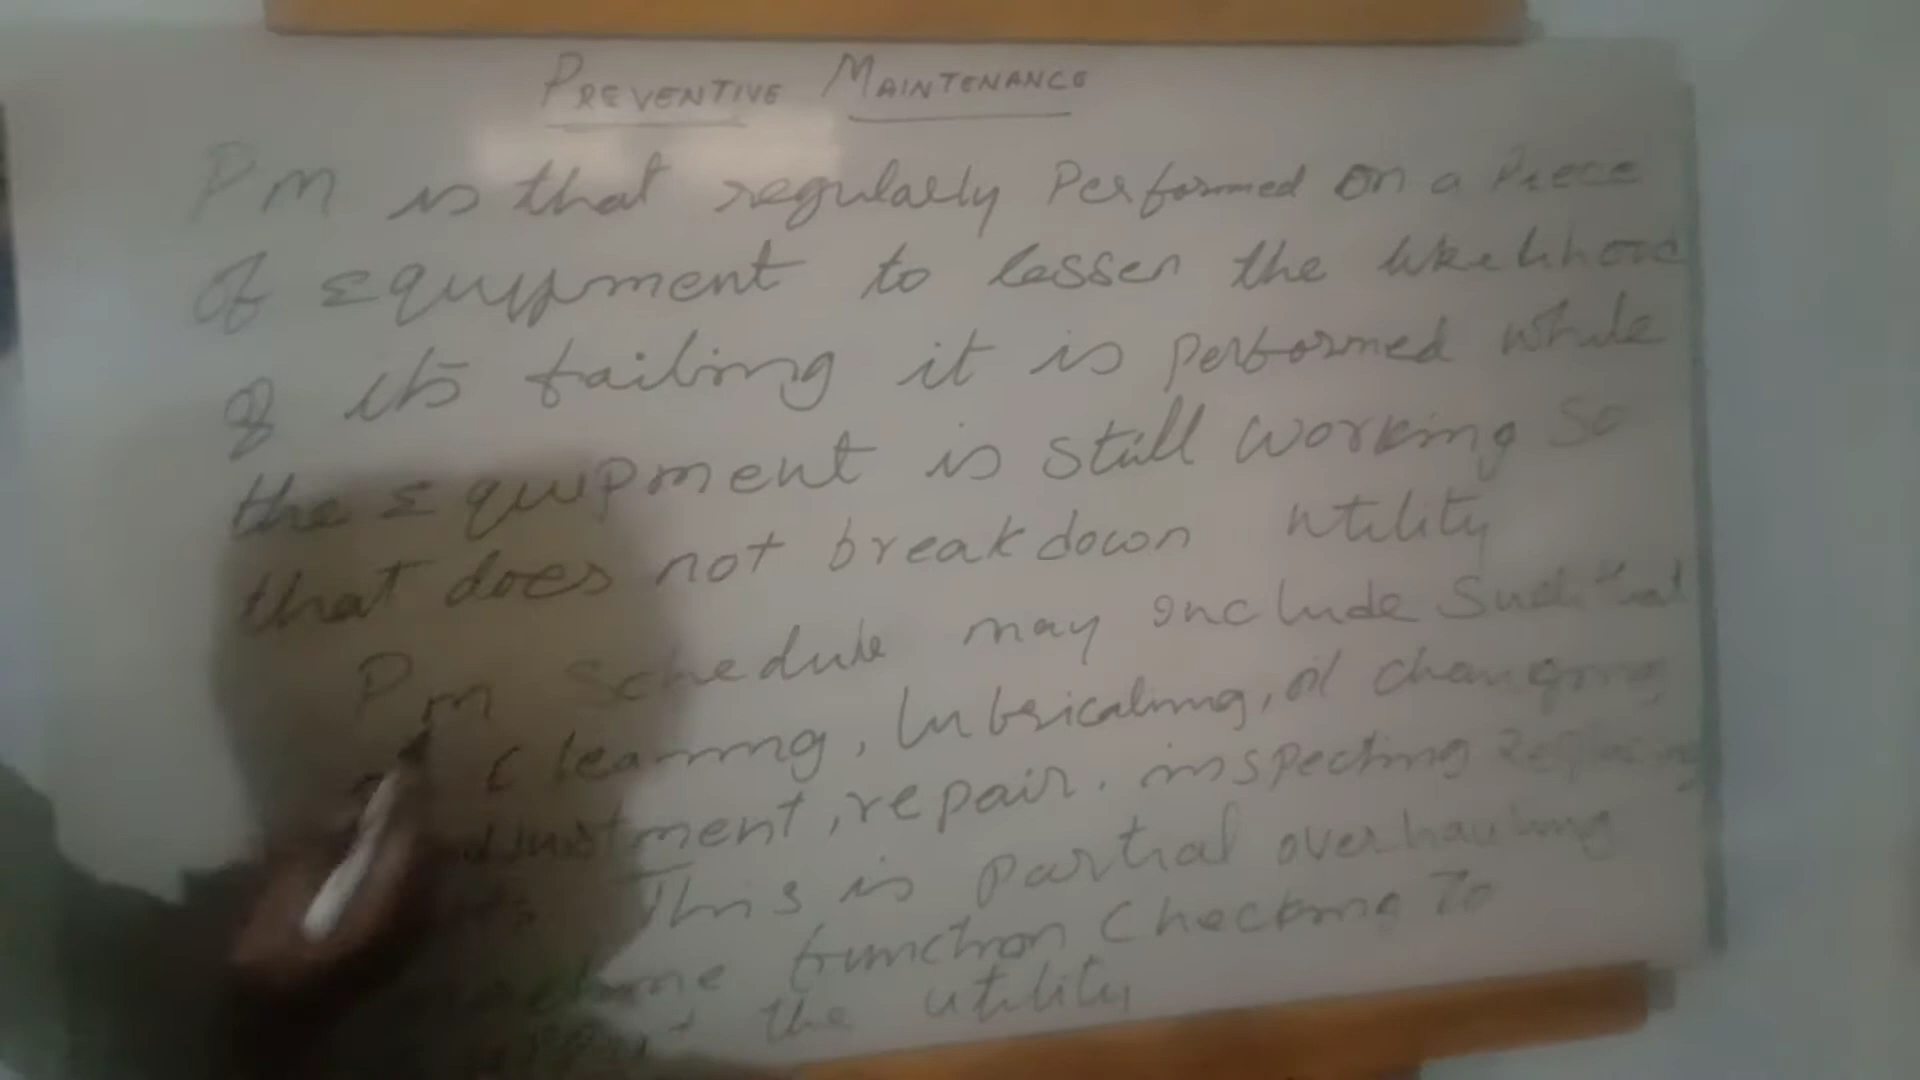 PREVENTIVE MAINTENANCE
PM is that regularly Performed on a Piece
of equipment to lessen the likelihood
of its failing it is performed while
the equipment is still working so
that does not breakdown utility
Pm Schedule may include Such that
cleaning, lubricating, oil changing
adjustment, repair, inspecting Replacing
This is partial overhauling
function Checking To
the utility